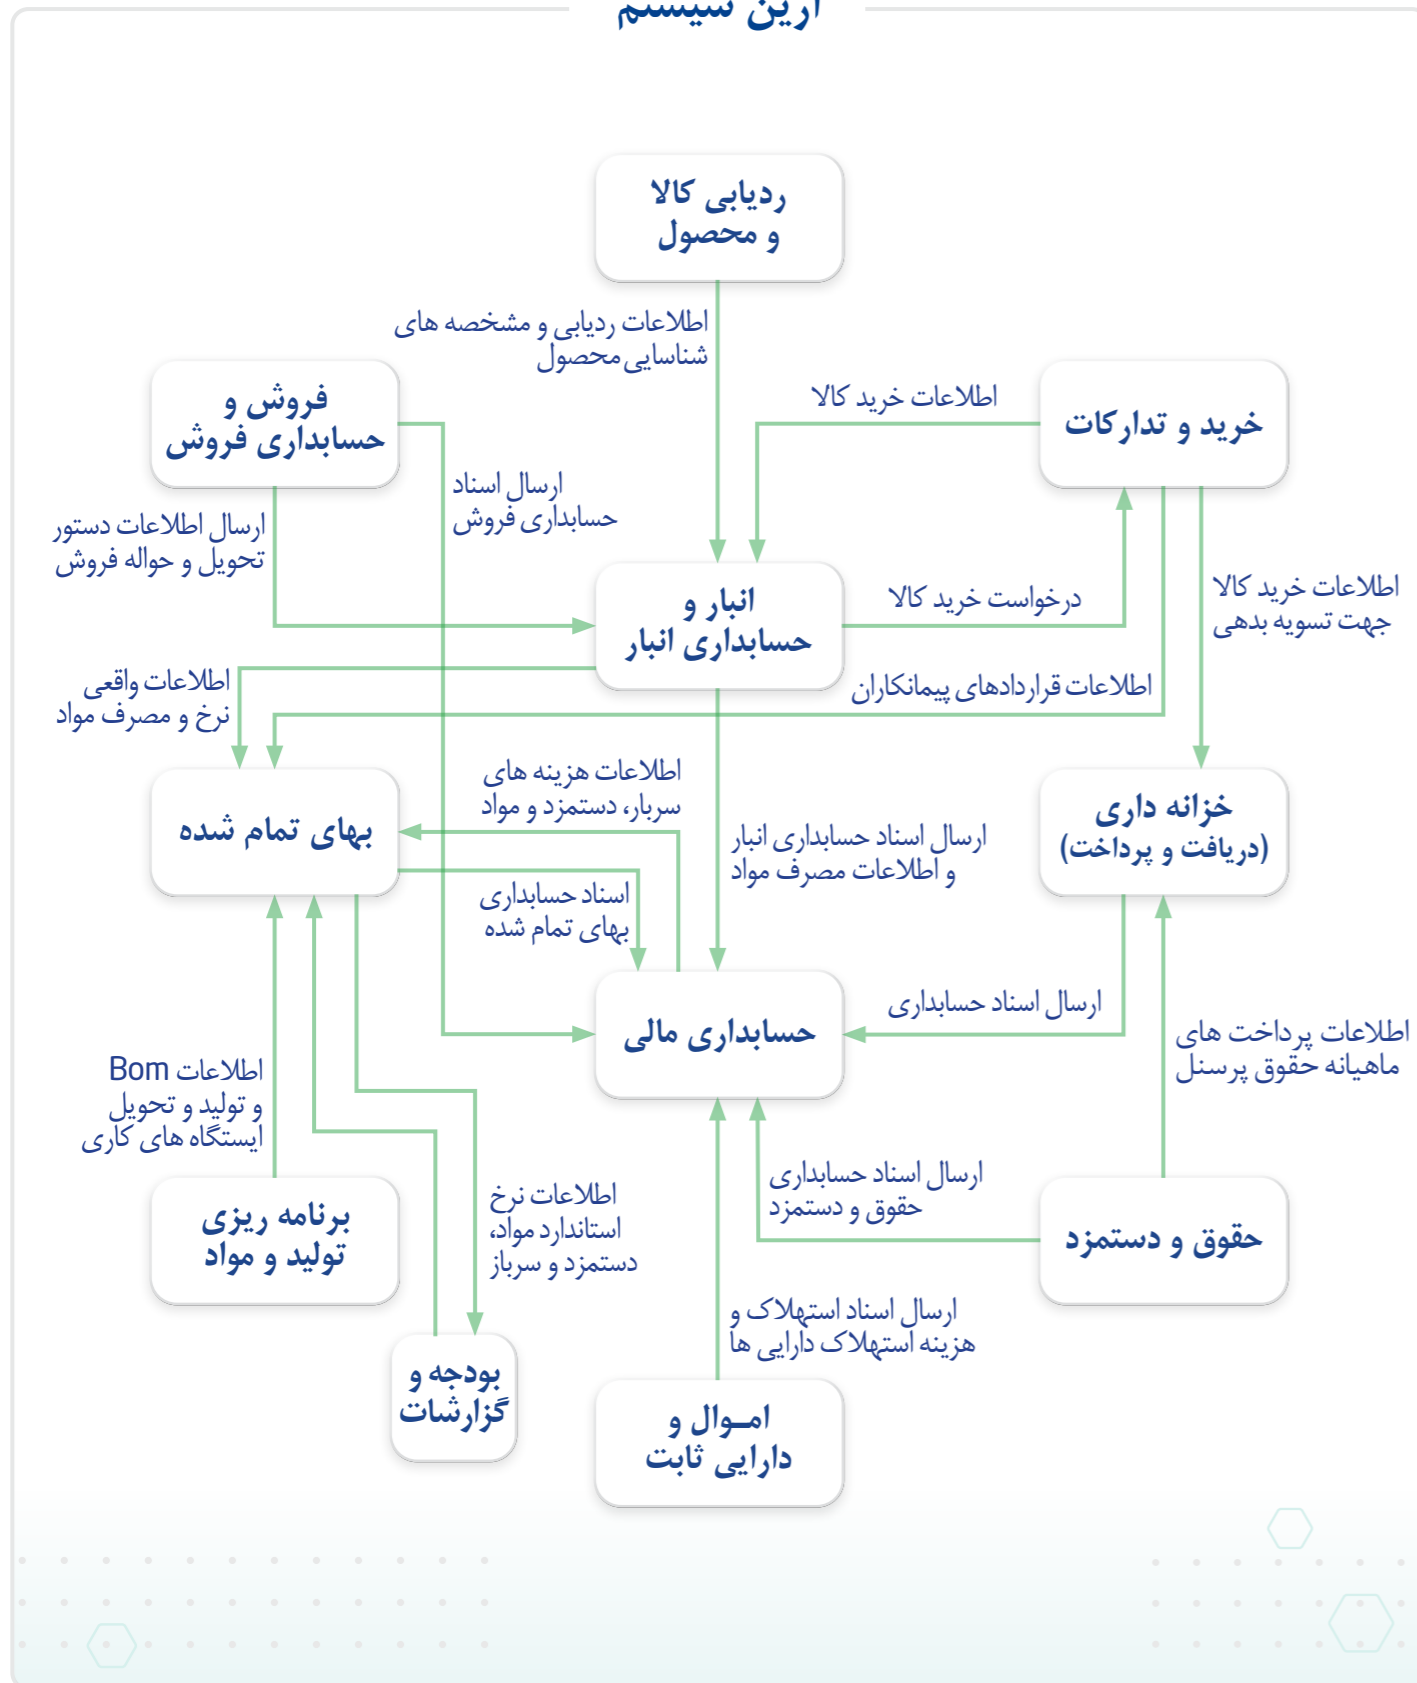 آرین سیستم
ردیابی کالا
و محصول
اطلاعات ردیابی و مشخصه های
شناسایی محصول
خرید و تدارکات
اطلاعات خرید کالا
فروش و
حسابداری فروش
ارسال اسناد
حسابداری فروش
ارسال اطلاعات دستور
تحویل و حواله فروش
اطلاعات خرید کالا
جهت تسویه بدهی
درخواست خرید کالا
انبار و
حسابداری انبار
اطلاعات قراردادهای پیمانکاران
اطلاعات واقعی
نرخ و مصرف مواد
خزانه داری
(دریافت و پرداخت)
ارسال اسناد حسابداری انبار
و اطلاعات مصرف مواد
اطلاعات هزینه های
سربار، دستمزد و مواد
بهای تمام شده
اسناد حسابداری
بهای تمام شده
ارسال اسناد حسابداری
حسابداری مالی
اطلاعات پرداخت های
ماهیانه حقوق پرسنل
اطلاعات Bom
و تولید و تحویل
ایستگاه های کاری
حقوق و دستمزد
ارسال اسناد حسابداری
حقوق و دستمزد
اطلاعات نرخ
استاندارد مواد،
دستمزد و سرباز
برنامه ریزی
تولید و مواد
ارسال اسناد استهلاک و
هزینه استهلاک دارایی ها
بودجه و
گزارشات
امـوال و
دارایی ثابت